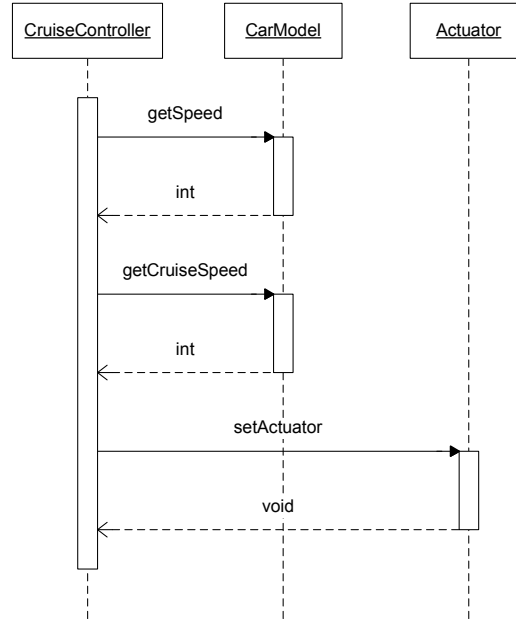 CruiseController
CarModel
Actuator
getSpeed
int
getCruiseSpeed
int
setActuator
void